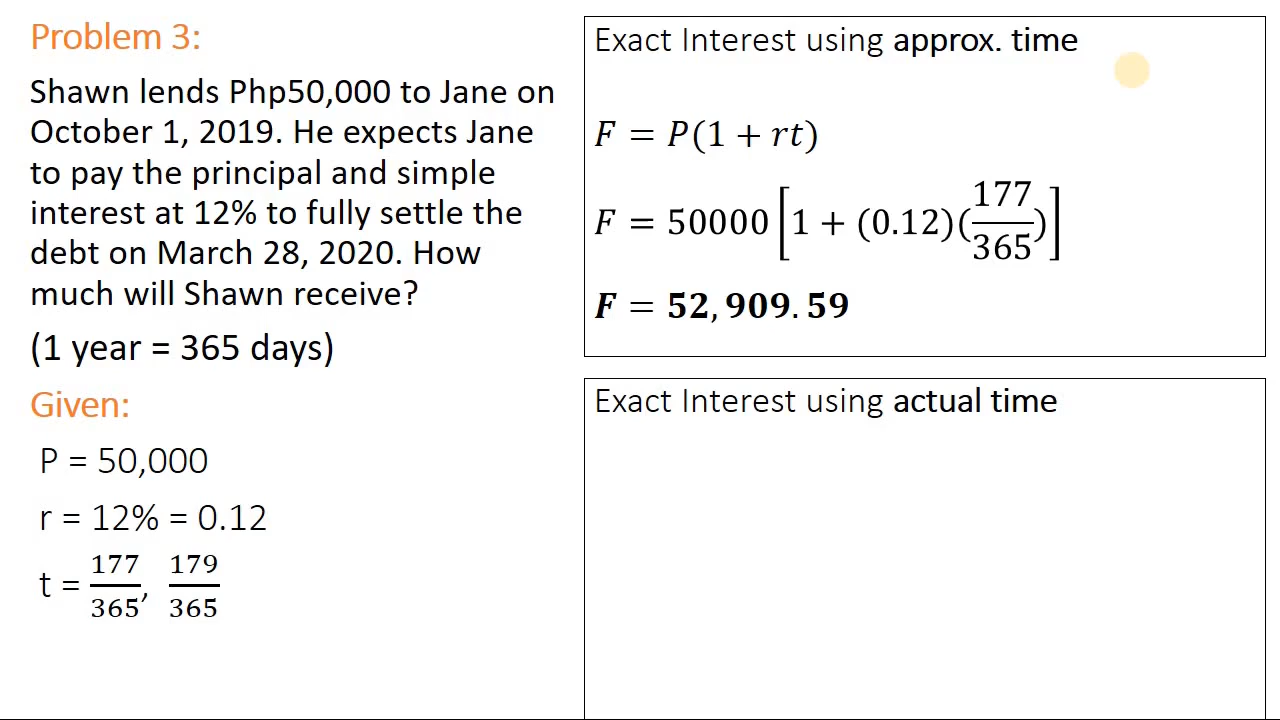 Problem 3:
Shawn lends Php50,000 to Jane on
October 1, 2019. He expects Jane
to pay the principal and simple
interest at 12% to fully settle the
debt on March 28, 2020. How
much will Shawn receive?
(1 year = 365 days)
Given:
P = 50,000
r = 12% = 0.12
t = 177/365, 179/365
Exact Interest using approx. time
F = P(1 + rt)
F = 50000[1 + (0.12)(177/365)]
F = 52,909.59
Exact Interest using actual time